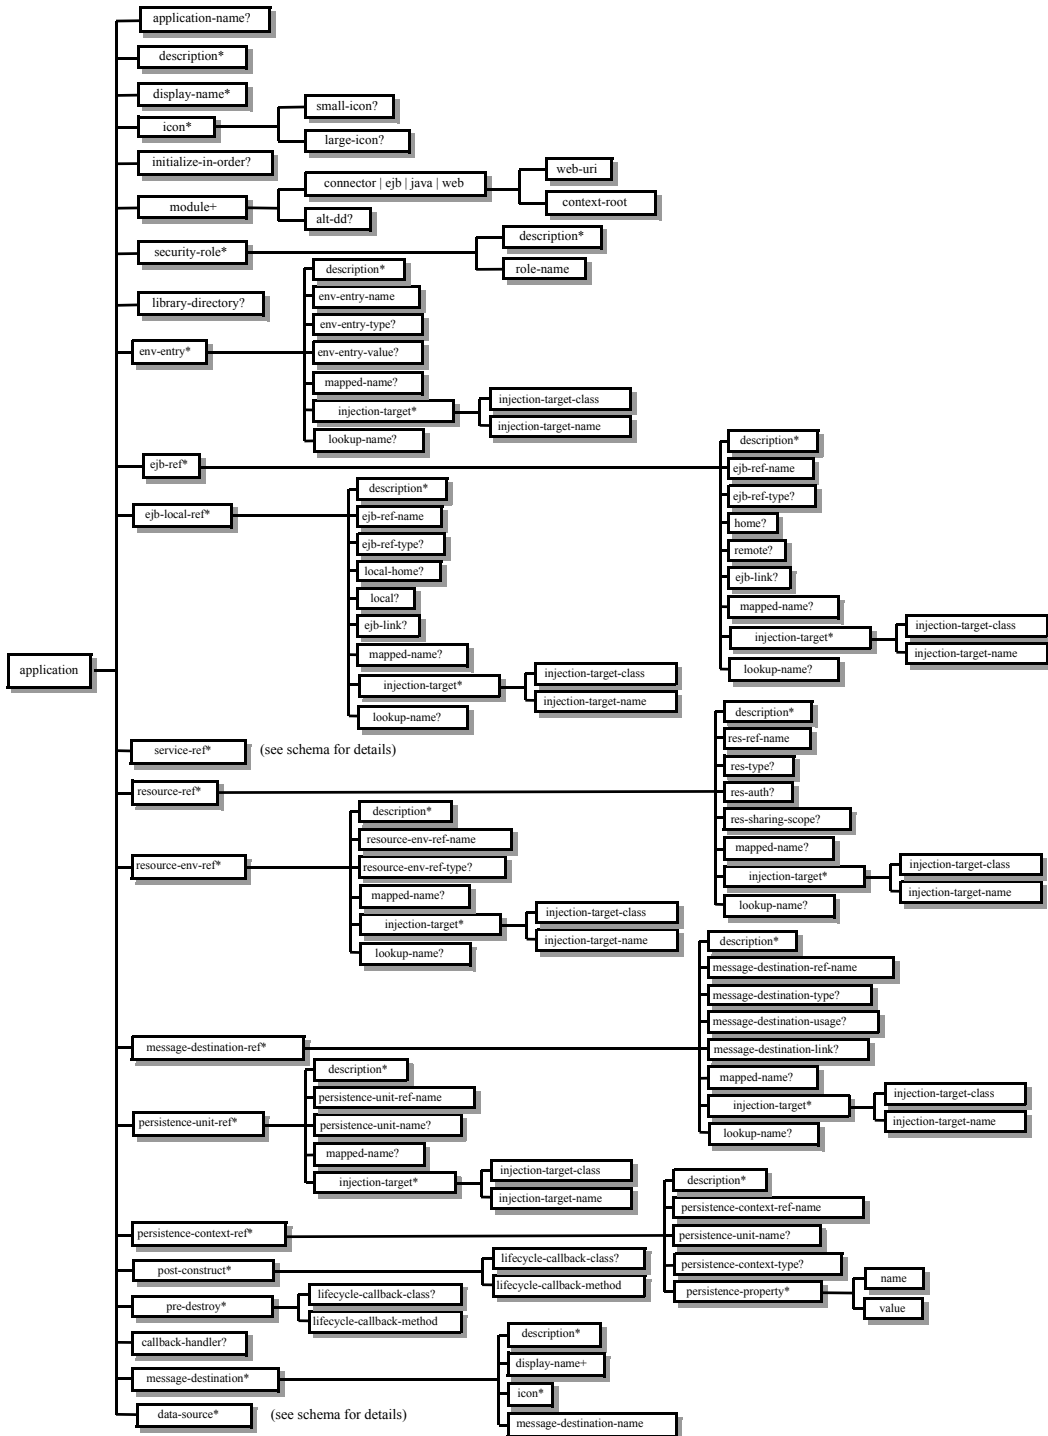 application
application-name?
description*
display-name*
icon*
small-icon?
large-icon?
initialize-in-order?
module+
connector | ejb | java | web
web-uri
context-root
alt-dd?
security-role*
description*
role-name
library-directory?
env-entry*
description*
env-entry-name
env-entry-type?
env-entry-value?
mapped-name?
injection-target*
injection-target-class
injection-target-name
lookup-name?
ejb-ref*
description*
ejb-ref-name
ejb-ref-type?
home?
remote?
ejb-link?
mapped-name?
injection-target*
injection-target-class
injection-target-name
lookup-name?
ejb-local-ref*
description*
ejb-ref-name
ejb-ref-type?
local-home?
local?
ejb-link?
mapped-name?
injection-target*
injection-target-class
injection-target-name
lookup-name?
service-ref*
(see schema for details)
resource-ref*
description*
res-ref-name
res-type?
res-auth?
res-sharing-scope?
mapped-name?
injection-target*
injection-target-class
injection-target-name
lookup-name?
resource-env-ref*
description*
resource-env-ref-name
resource-env-ref-type?
mapped-name?
injection-target*
injection-target-class
injection-target-name
lookup-name?
message-destination-ref*
description*
message-destination-ref-name
message-destination-type?
message-destination-usage?
message-destination-link?
mapped-name?
injection-target*
injection-target-class
injection-target-name
lookup-name?
persistence-unit-ref*
description*
persistence-unit-ref-name
persistence-unit-name?
mapped-name?
injection-target*
injection-target-class
injection-target-name
persistence-context-ref*
description*
persistence-context-ref-name
persistence-unit-name?
persistence-context-type?
persistence-property*
name
value
post-construct*
lifecycle-callback-class?
lifecycle-callback-method
pre-destroy*
lifecycle-callback-class?
lifecycle-callback-method
callback-handler?
message-destination*
description*
display-name+
icon*
message-destination-name
data-source*
(see schema for details)